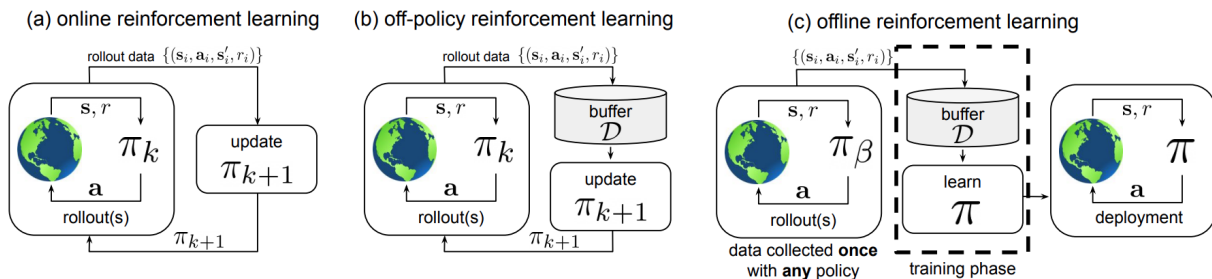 (a) online reinforcement learning
rollout data {(s_i, a_i, s'_i, r_i)}
s, r
π_k
a
rollout(s)
update
π_{k+1}
π_{k+1}
(b) off-policy reinforcement learning
rollout data {(s_i, a_i, s'_i, r_i)}
s, r
π_k
a
rollout(s)
buffer
D
update
π_{k+1}
π_{k+1}
(c) offline reinforcement learning
{(s_i, a_i, s'_i, r_i)}
s, r
π_β
a
rollout(s)
data collected once
with any policy
buffer
D
learn
π
training phase
s, r
π
a
deployment